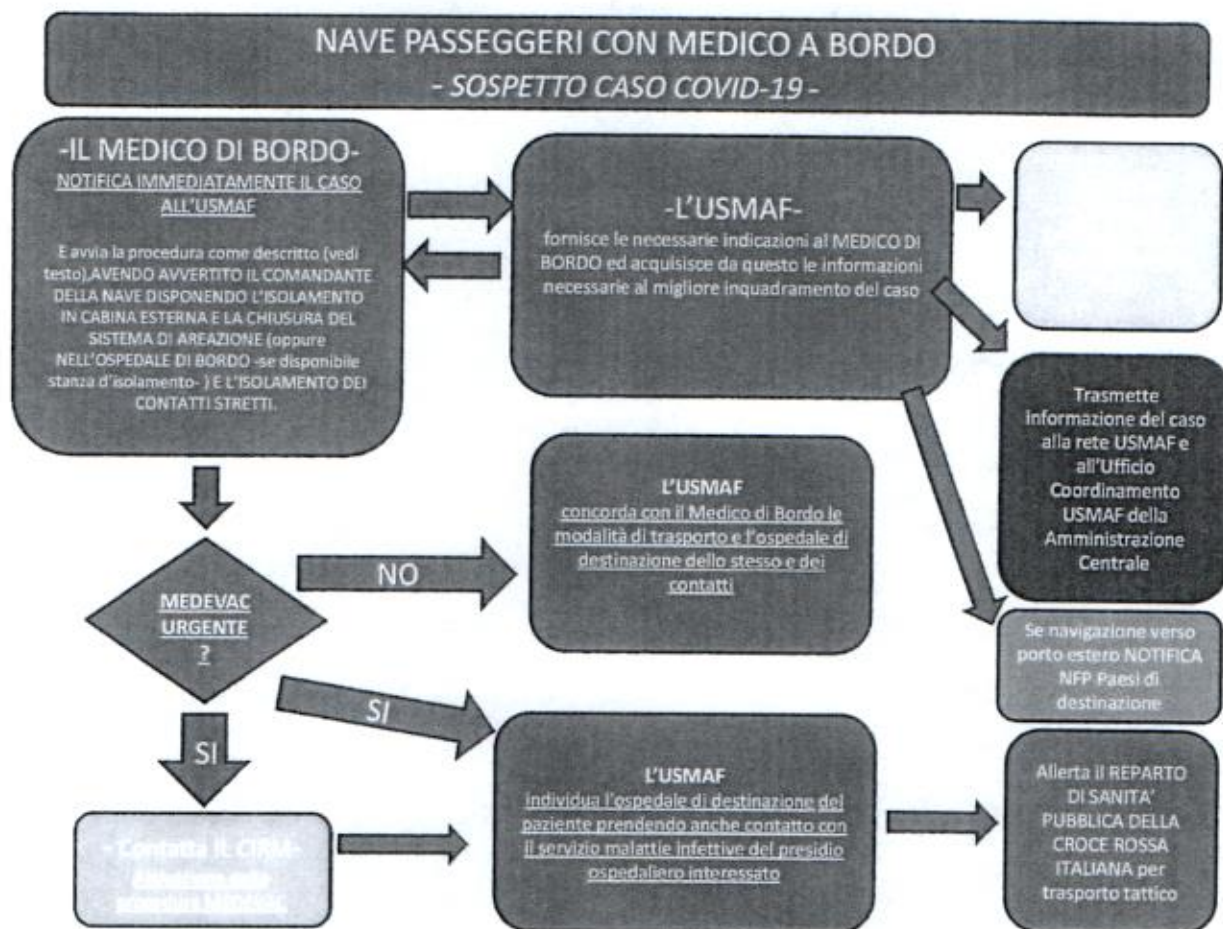 NAVE PASSEGGERI CON MEDICO A BORDO
- SOSPETTO CASO COVID-19 -
-IL MEDICO DI BORDO-
NOTIFICA IMMEDIATAMENTE IL CASO
ALL'USMAF
E avvia la procedura come descritto (vedi
testo),AVENDO AVVERTITO IL COMANDANTE
DELLA NAVE DISPONENDO L'ISOLAMENTO
IN CABINA ESTERNA E LA CHIUSURA DEL
SISTEMA DI AREAZIONE (oppure
NELL'OSPEDALE DI BORDO -se disponibile
stanza d'isolamento- ) E L'ISOLAMENTO DEI
CONTATTI STRETTI.
-L'USMAF-
fornisce le necessarie indicazioni al MEDICO DI
BORDO ed acquisisce da questo le informazioni
necessarie al migliore inquadramento del caso
Trasmette
informazione del caso
alla rete USMAF e
all'Ufficio
Coordinamento
USMAF della
Amministrazione
Centrale
L'USMAF
concorda con il Medico di Bordo le
modalità di trasporto e l'ospedale di
destinazione dello stesso e dei
contatti
NO
MEDEVAC
URGENTE
?
Se navigazione verso
porto estero NOTIFICA
NFP Paesi di
destinazione
SI
SI
L'USMAF
individua l'ospedale di destinazione del
paziente prendendo anche contatto con
il servizio malattie infettive del presidio
ospedaliero interessato
Allerta il REPARTO
DI SANITA'
PUBBLICA DELLA
CROCE ROSSA
ITALIANA per
trasporto tattico
- Contatta IL CIRM-
procedura MEDEVAC